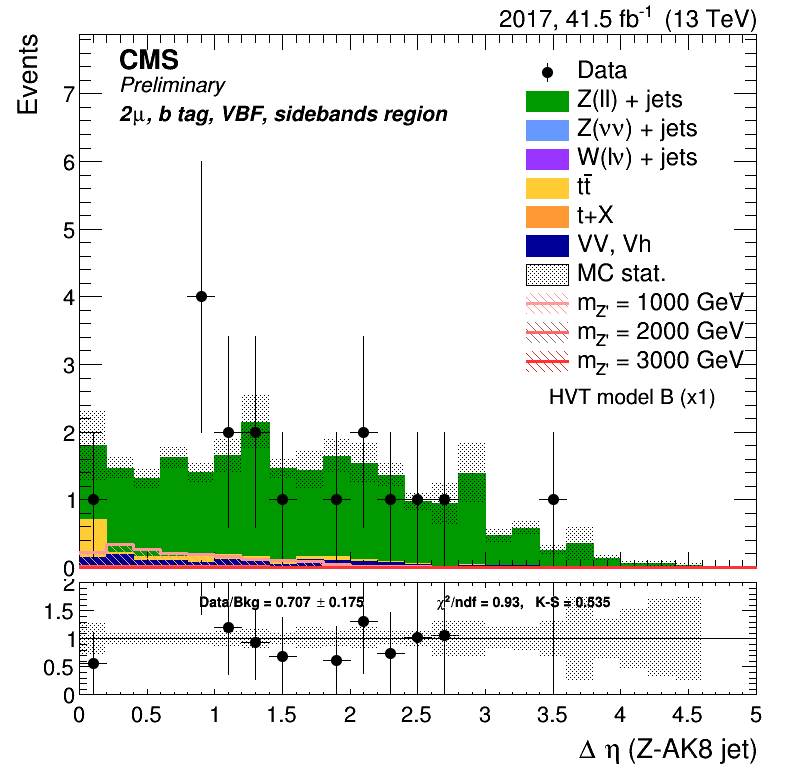 2017, 41.5 fb⁻¹ (13 TeV)
Events
CMS
Preliminary
2μ, b tag, VBF, sidebands region
Data
Z(ll) + jets
Z(νν) + jets
W(lν) + jets
tt̄
t+X
VV, Vh
MC stat.
m_Z' = 1000 GeV
m_Z' = 2000 GeV
m_Z' = 3000 GeV
HVT model B (x1)
7
6
5
4
3
2
1
0
Data/Bkg = 0.707 ± 0.175
χ²/ndf = 0.93, K-S = 0.535
2
1.5
1
0.5
0
0 0.5 1 1.5 2 2.5 3 3.5 4 4.5 5
Δ η (Z-AK8 jet)